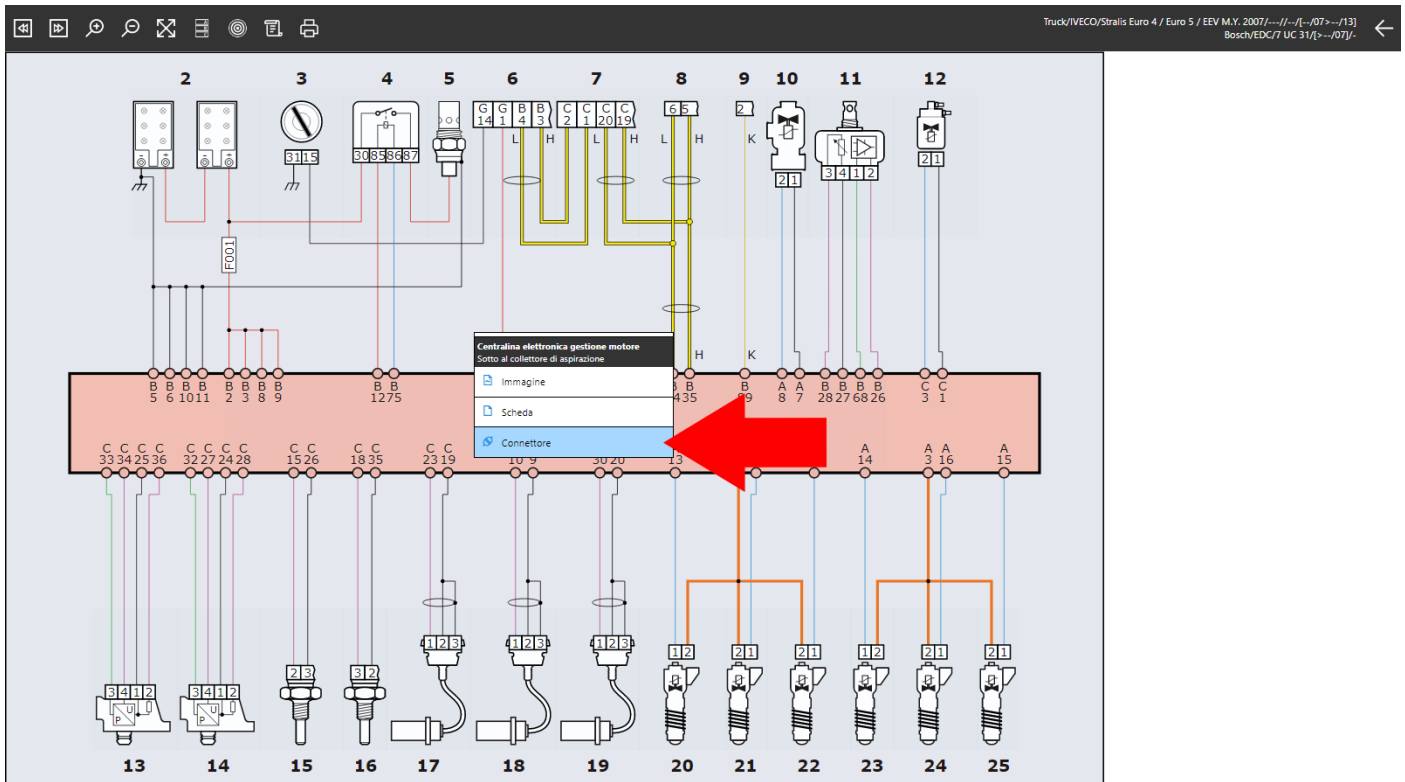 Truck/IVECO/Stralis Euro 4 / Euro 5 / EEV M.Y. 2007/---//--/[--/07>--/13]
Bosch/EDC/7 UC 31/[>--/07]/-
2 3 4 5 6 7 8 9 10 11 12
G G B B C C C C 6 5 2
14 1 4 3 2 1 20 19
L H L H L H K
31 15 30 85 86 87
2 1 3 4 1 2 2 1
F001
H K
Centralina elettronica gestione motore
Sotto al collettore di aspirazione
Immagine
Scheda
Connettore
B B B B B B B B B B B B A A B B B B C C
5 6 10 11 2 3 8 9 12 75 35 8 7 28 27 68 26 3 1
C C C C C C C C C C C C C C A A A A
33 34 25 36 32 27 24 28 15 26 18 35 23 19 10 9 30 20 13 14 3 16 15
1 2 3 1 2 3 1 2 3 1 2 2 1 2 1 1 2 2 1 2 1
2 3 3 2
3 4 1 2 3 4 1 2
U P U P
13 14 15 16 17 18 19 20 21 22 23 24 25